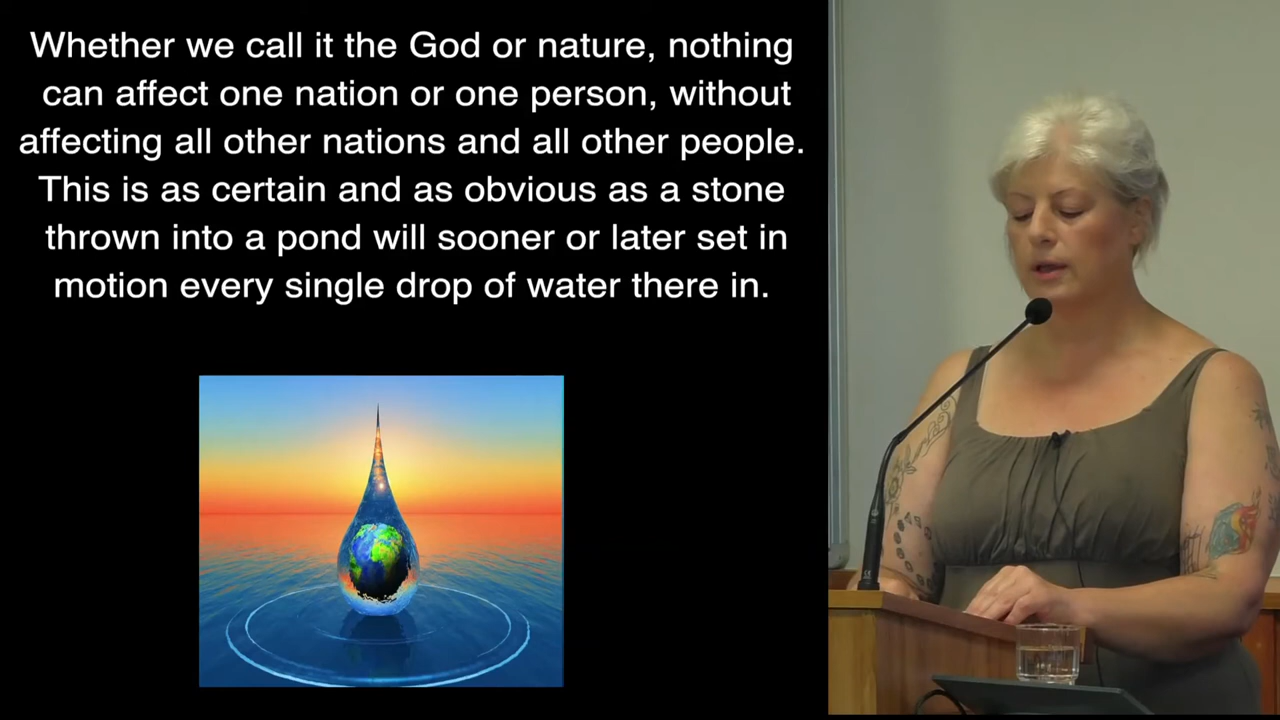 Whether we call it the God or nature, nothing
can affect one nation or one person, without
affecting all other nations and all other people.
This is as certain and as obvious as a stone
thrown into a pond will sooner or later set in
motion every single drop of water there in.